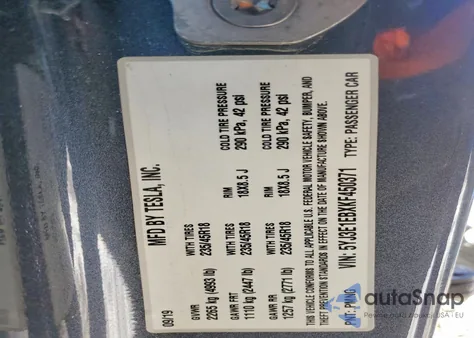 MFD BY TESLA, INC.
09/19
GVWR
2265 kg (4993 lb)
WITH TIRES
235/45R18
COLD TIRE PRESSURE
290 kPa, 42 psi
GAWR FRT
1110 kg (2447 lb)
WITH TIRES
235/45R18
RIM
18X8.5 J
COLD TIRE PRESSURE
290 kPa, 42 psi
GAWR RR
1257 kg (2771 lb)
WITH TIRES
235/45R18
RIM
18X8.5 J
THIS VEHICLE CONFORMS TO ALL APPLICABLE U.S. FEDERAL MOTOR VEHICLE SAFETY, BUMPER, AND
THEFT PREVENTION STANDARDS IN EFFECT ON THE DATE OF MANUFACTURE SHOWN ABOVE.
VIN: 5YJ3E1EBXKF450371
TYPE: PASSENGER CAR
PNT:
autoSnap